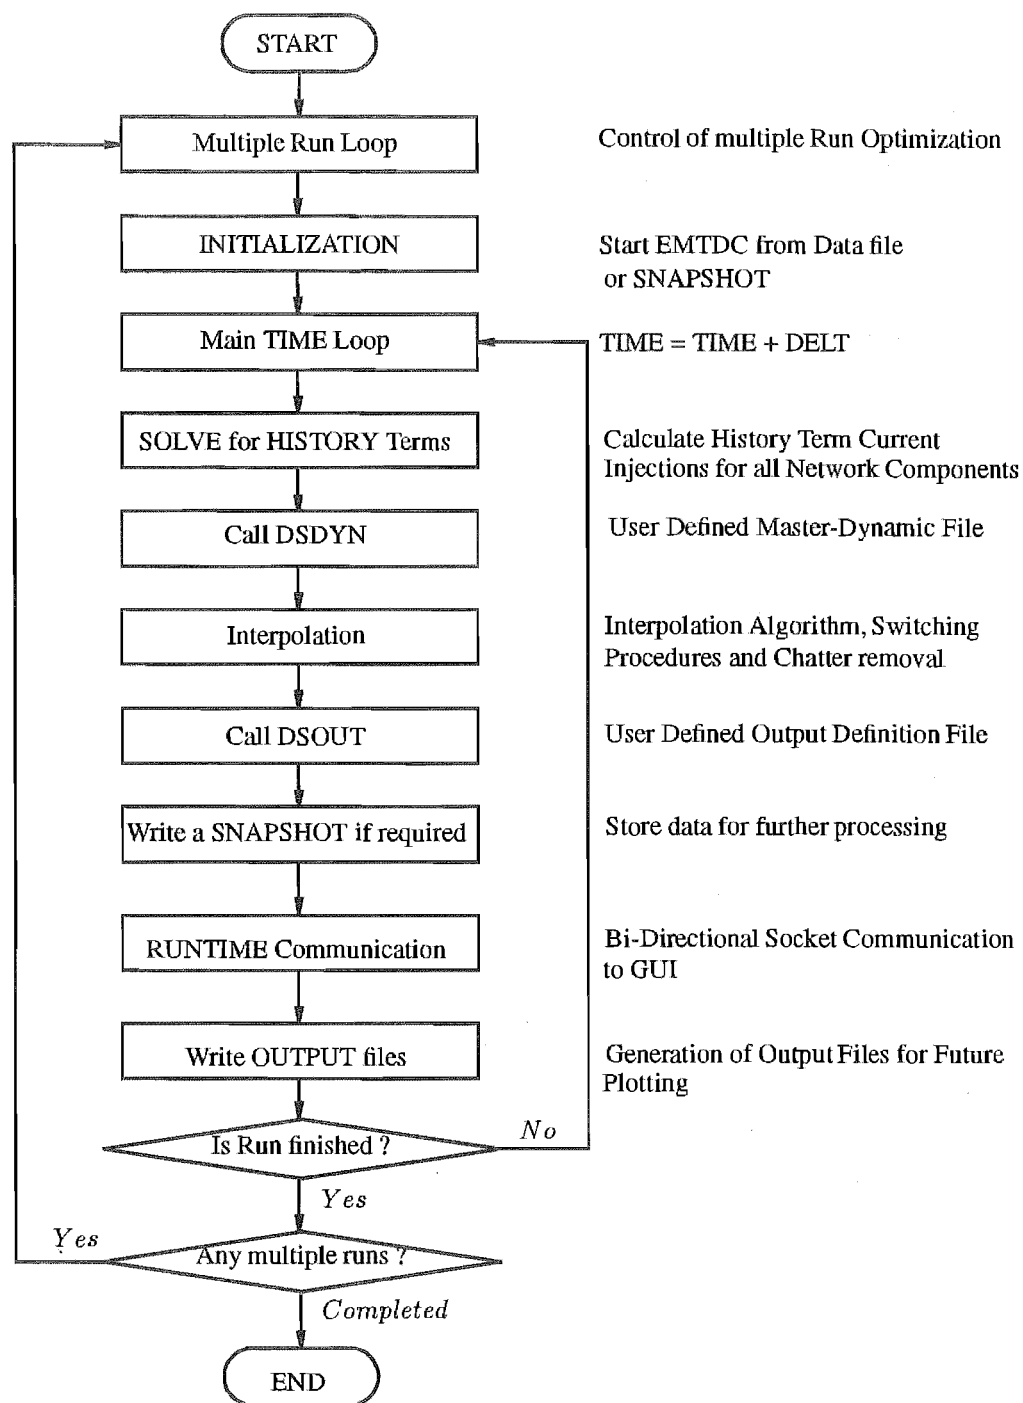 START
Multiple Run Loop
Control of multiple Run Optimization
INITIALIZATION
Start EMTDC from Data file
or SNAPSHOT
Main TIME Loop
TIME = TIME + DELT
SOLVE for HISTORY Terms
Calculate History Term Current
Injections for all Network Components
Call DSDYN
User Defined Master-Dynamic File
Interpolation
Interpolation Algorithm, Switching
Procedures and Chatter removal
Call DSOUT
User Defined Output Definition File
Write a SNAPSHOT if required
Store data for further processing
RUNTIME Communication
Bi-Directional Socket Communication
to GUI
Write OUTPUT files
Generation of Output Files for Future
Plotting
Is Run finished ?
No
Yes
Any multiple runs ?
Yes
Completed
END